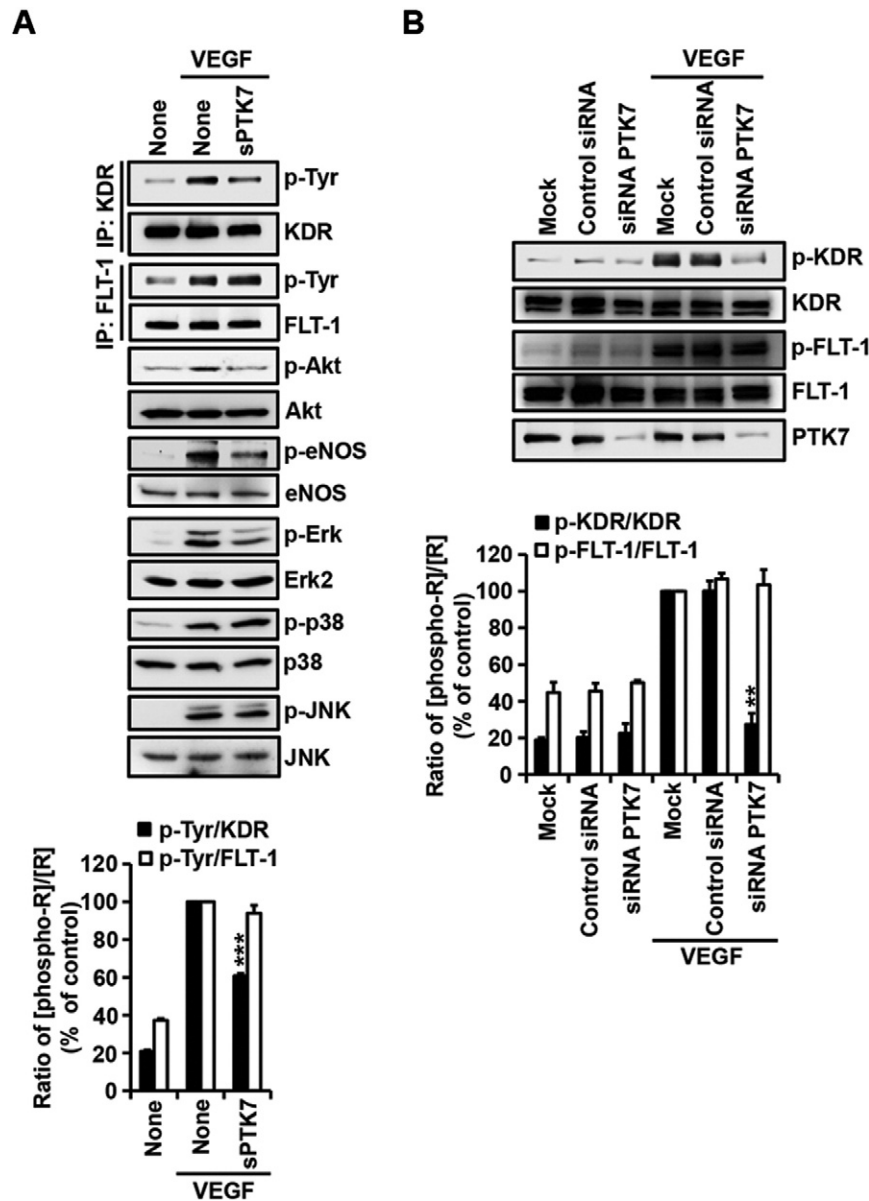 A
VEGF
None
None
sPTK7
IP: KDR
p-Tyr
KDR
IP: FLT-1
p-Tyr
FLT-1
p-Akt
Akt
p-eNOS
eNOS
p-Erk
Erk2
p-p38
p38
p-JNK
JNK
p-Tyr/KDR
p-Tyr/FLT-1
Ratio of [phospho-R]/[R]
(% of control)
120
100
80
60
40
20
0
***
None
None
sPTK7
VEGF
B
VEGF
Mock
Control siRNA
siRNA PTK7
Mock
Control siRNA
siRNA PTK7
p-KDR
KDR
p-FLT-1
FLT-1
PTK7
p-KDR/KDR
p-FLT-1/FLT-1
Ratio of [phospho-R]/[R]
(% of control)
120
100
80
60
40
20
0
**
Mock
Control siRNA
siRNA PTK7
Mock
Control siRNA
siRNA PTK7
VEGF